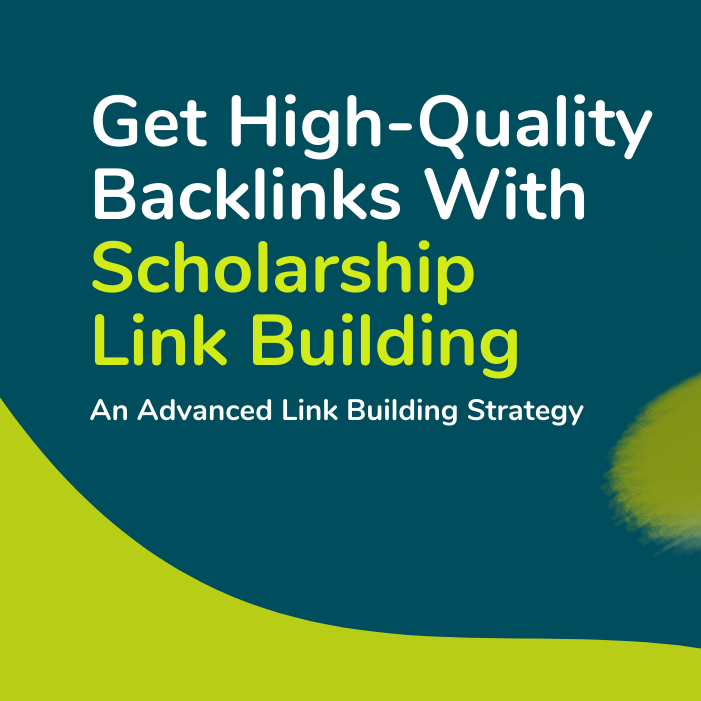 Get High-Quality
Backlinks With
Scholarship
Link Building
An Advanced Link Building Strategy